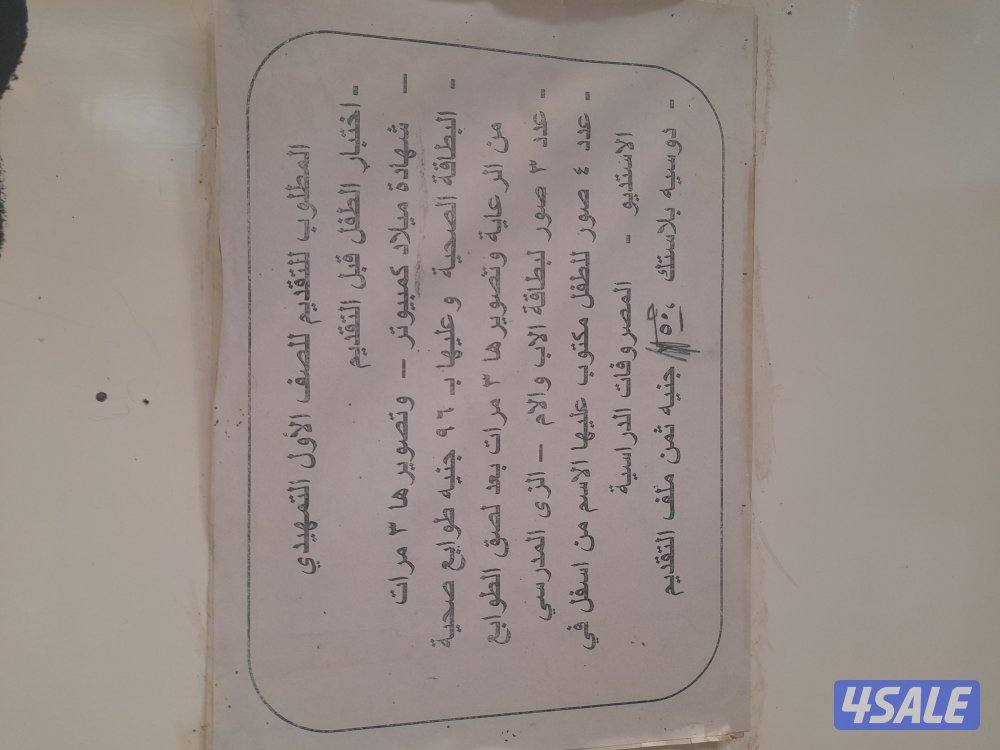 المطلوب للتقديم للصف الأول التمهيدي
- اختبار الطفل قبل التقديم
- شهادة ميلاد كمبيوتر - وتصويرها ٣ مرات
- البطاقة الصحية وعليها بـ ٩٦ جنيه طوابع صحية
من الرعاية وتصويرها ٣ مرات بعد لصق الطوابع
- عدد ٣ صور لبطاقة الاب والام - الزى المدرسي
- عدد ٤ صور للطفل مكتوب عليها الاسم من اسفل في
الاستديو - المصروفات الدراسية
- دوسيه بلاستك ، جنيه ثمن ملف التقديم
4SALE